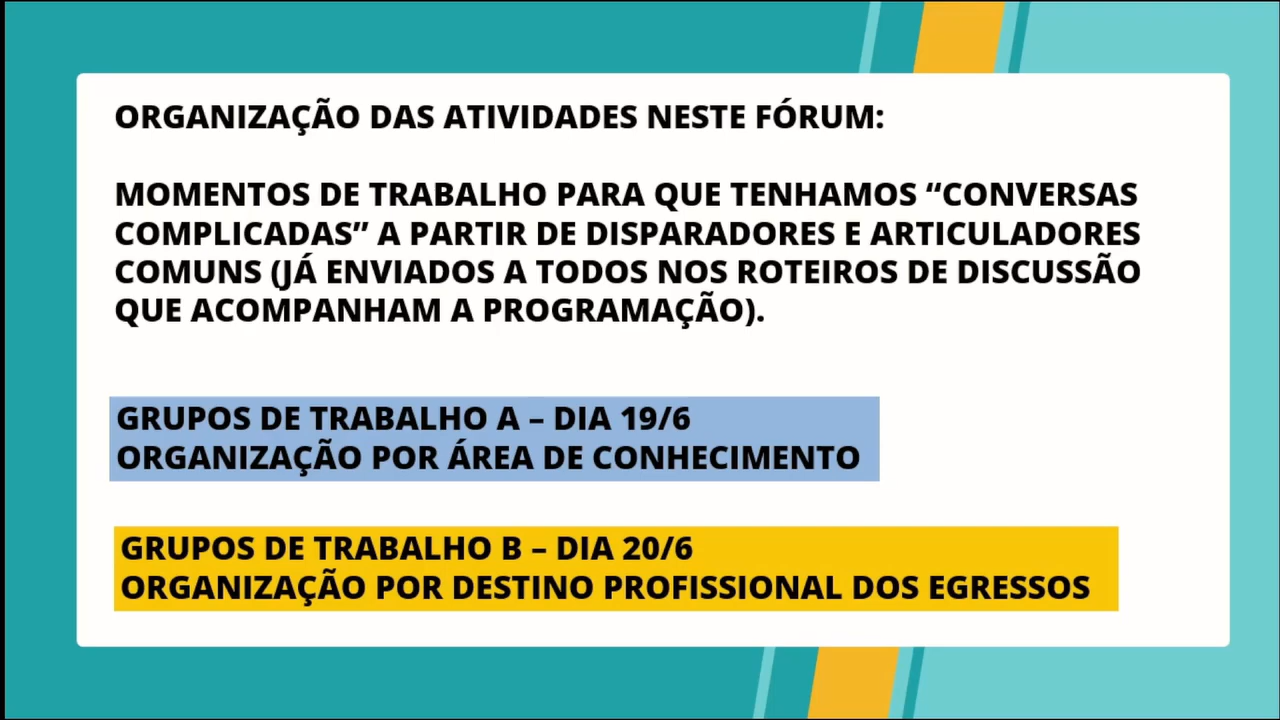 ORGANIZAÇÃO DAS ATIVIDADES NESTE FÓRUM:
MOMENTOS DE TRABALHO PARA QUE TENHAMOS “CONVERSAS
COMPLICADAS” A PARTIR DE DISPARADORES E ARTICULADORES
COMUNS (JÁ ENVIADOS A TODOS NOS ROTEIROS DE DISCUSSÃO
QUE ACOMPANHAM A PROGRAMAÇÃO).
GRUPOS DE TRABALHO A – DIA 19/6
ORGANIZAÇÃO POR ÁREA DE CONHECIMENTO
GRUPOS DE TRABALHO B – DIA 20/6
ORGANIZAÇÃO POR DESTINO PROFISSIONAL DOS EGRESSOS